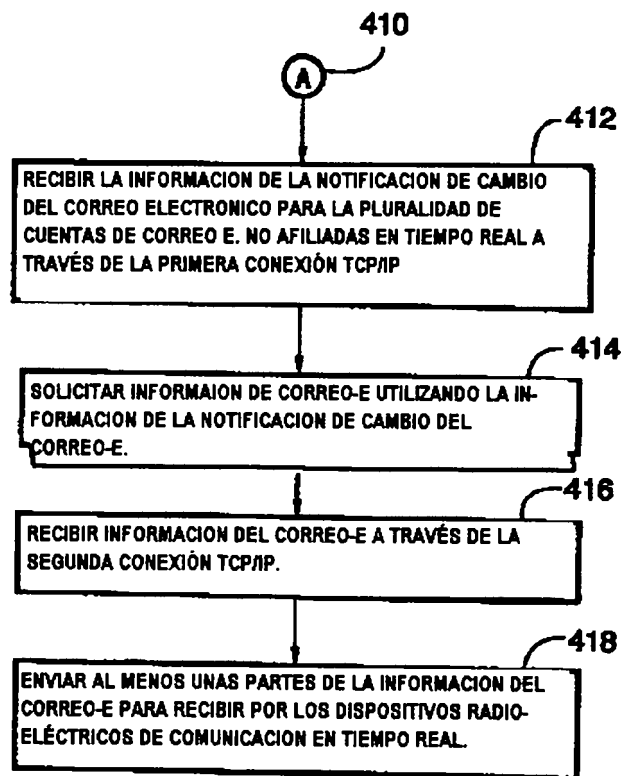 410
A
412
RECIBIR LA INFORMACION DE LA NOTIFICACION DE CAMBIO
DEL CORREO ELECTRONICO PARA LA PLURALIDAD DE
CUENTAS DE CORREO E. NO AFILIADAS EN TIEMPO REAL A
TRAVÉS DE LA PRIMERA CONEXIÓN TCP/IP
414
SOLICITAR INFORMAION DE CORREO-E UTILIZANDO LA IN-
FORMACION DE LA NOTIFICACION DE CAMBIO DEL
CORREO-E.
416
RECIBIR INFORMACION DEL CORREO-E A TRAVÉS DE LA
SEGUNDA CONEXIÓN TCP/IP.
418
ENVIAR AL MENOS UNAS PARTES DE LA INFORMACION DEL
CORREO-E PARA RECIBIR POR LOS DISPOSITIVOS RADIO-
ELÉCTRICOS DE COMUNICACION EN TIEMPO REAL.